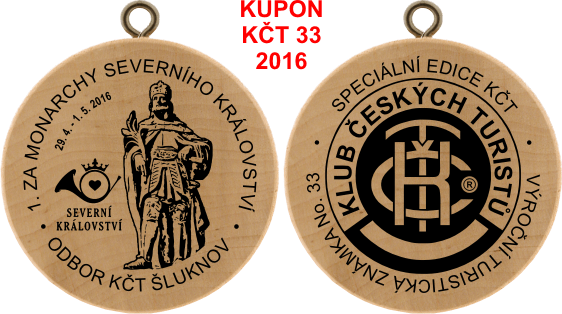 KUPON
KČT 33
2016
1. ZA MONARCHY SEVERNÍHO KRÁLOVSTVÍ
29.4. - 1.5. 2016
SEVERNÍ
KRÁLOVSTVÍ
• ODBOR KČT ŠLUKNOV •
• SPECIÁLNÍ EDICE KČT •
KLUB ČESKÝCH TURISTŮ
KČT
®
VÝROČNÍ TURISTICKÁ ZNÁMKA No. 33